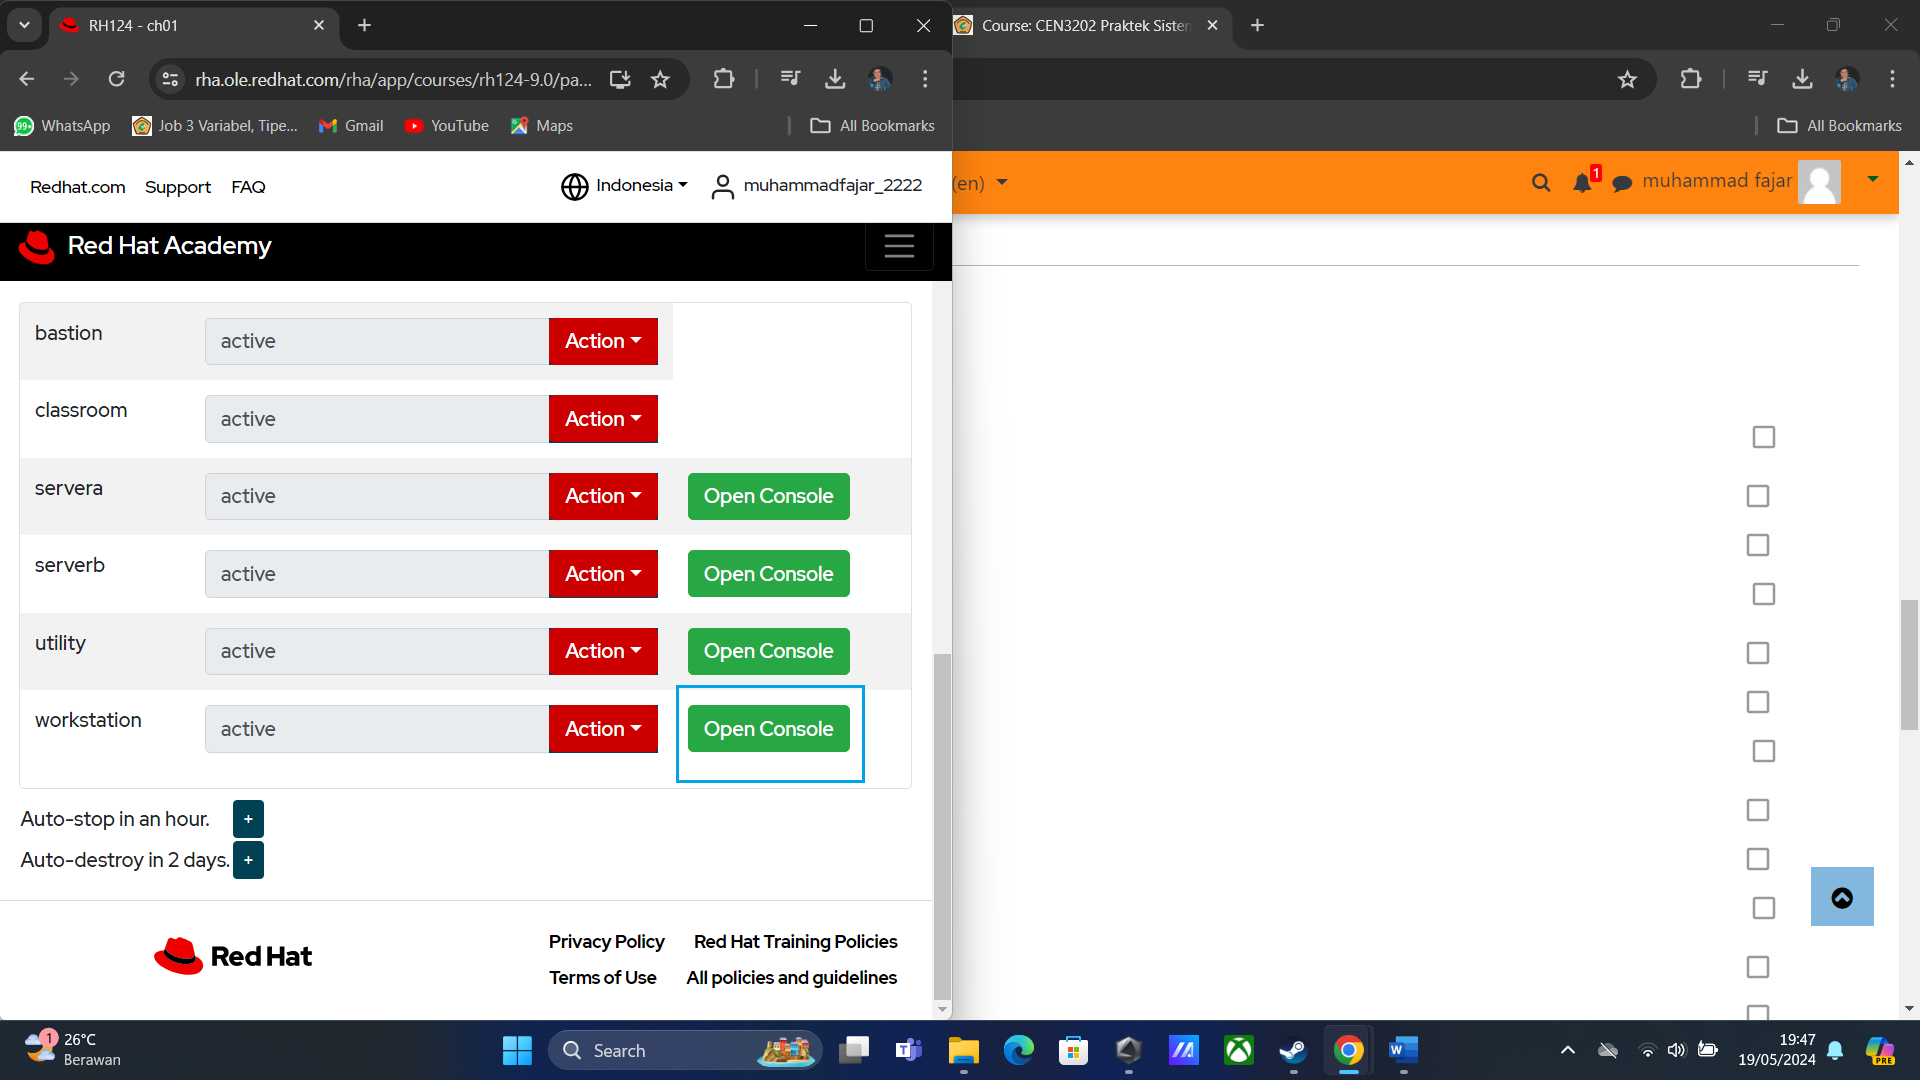 RH124 - ch01
Course: CEN3202 Praktek Sister
rha.ole.redhat.com/rha/app/courses/rh124-9.0/pa...
99+ WhatsApp
Job 3 Variabel, Tipe...
Gmail
YouTube
Maps
All Bookmarks
All Bookmarks
Redhat.com
Support
FAQ
Indonesia
muhammadfajar_2222
(en)
1
muhammad fajar
Red Hat Academy
bastion active Action
classroom active Action
servera active Action Open Console
serverb active Action Open Console
utility active Action Open Console
workstation active Action Open Console
Auto-stop in an hour. +
Auto-destroy in 2 days. +
Red Hat
Privacy Policy
Red Hat Training Policies
Terms of Use
All policies and guidelines
1
26°C
Berawan
Search
PRE
19:47
19/05/2024